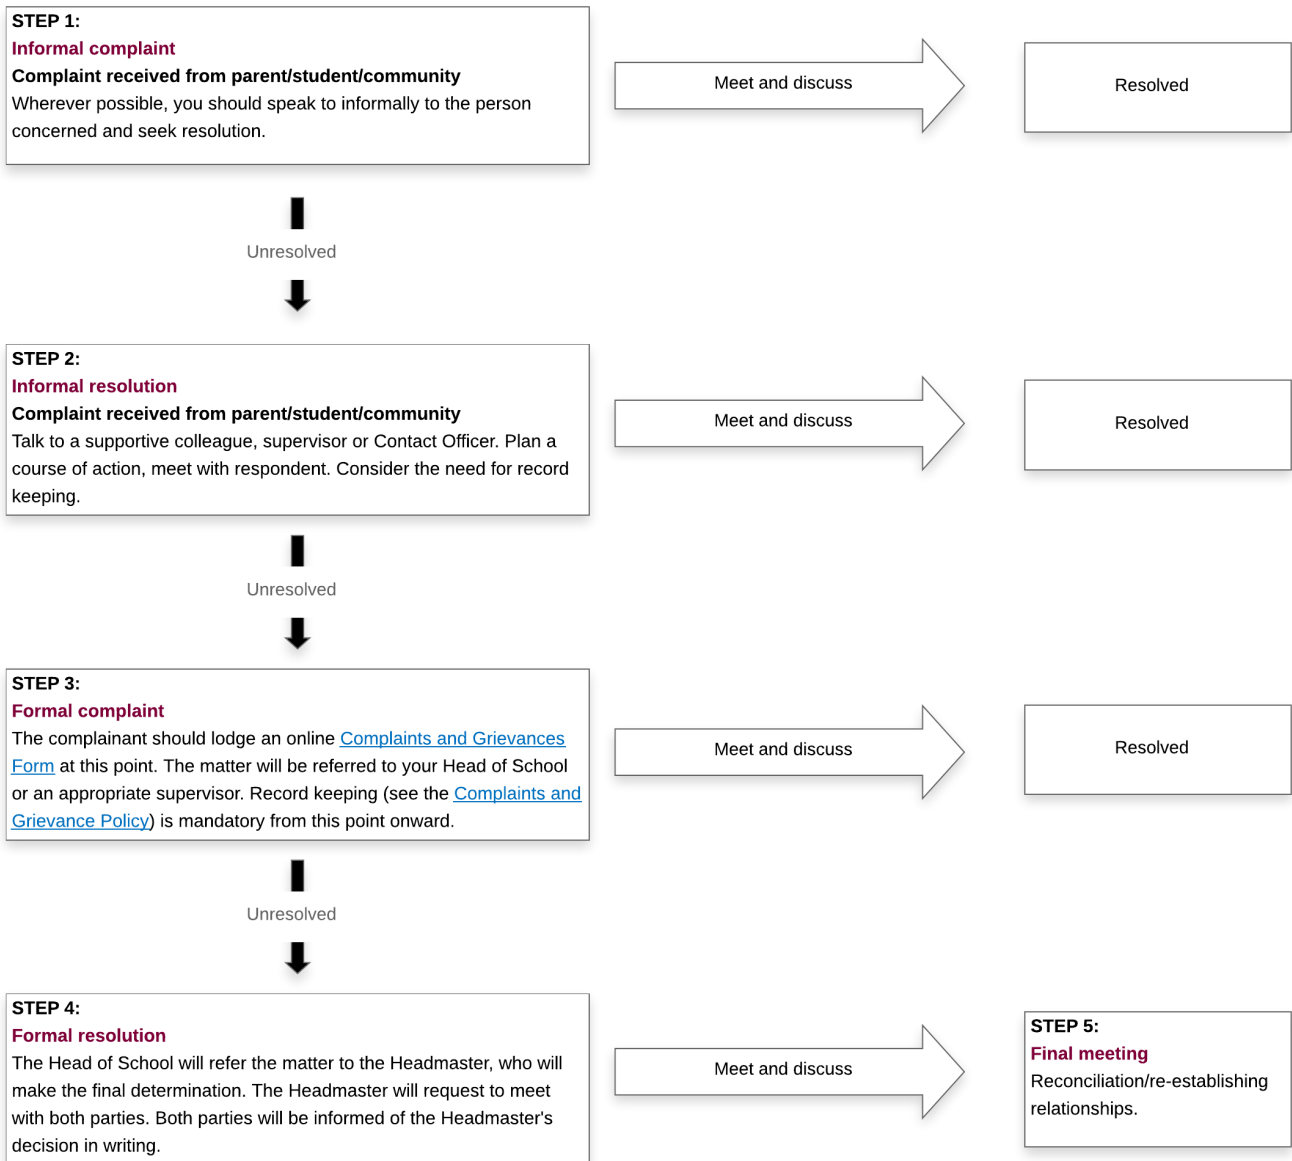 STEP 1:
Informal complaint
Complaint received from parent/student/community
Wherever possible, you should speak to informally to the person
concerned and seek resolution.
Meet and discuss
Resolved
Unresolved
STEP 2:
Informal resolution
Complaint received from parent/student/community
Talk to a supportive colleague, supervisor or Contact Officer. Plan a
course of action, meet with respondent. Consider the need for record
keeping.
Meet and discuss
Resolved
Unresolved
STEP 3:
Formal complaint
The complainant should lodge an online Complaints and Grievances
Form at this point. The matter will be referred to your Head of School
or an appropriate supervisor. Record keeping (see the Complaints and
Grievance Policy) is mandatory from this point onward.
Meet and discuss
Resolved
Unresolved
STEP 4:
Formal resolution
The Head of School will refer the matter to the Headmaster, who will
make the final determination. The Headmaster will request to meet
with both parties. Both parties will be informed of the Headmaster's
decision in writing.
Meet and discuss
STEP 5:
Final meeting
Reconciliation/re-establishing
relationships.